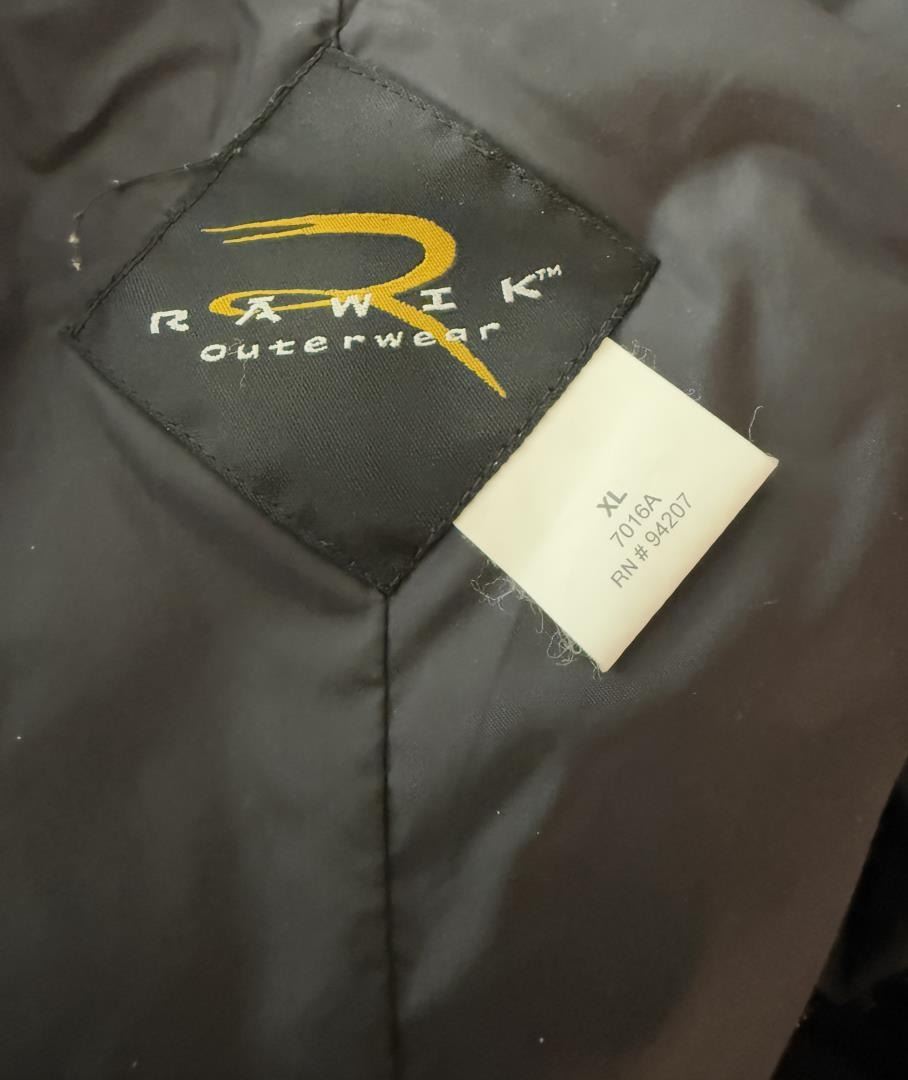 RAWIK™
outerwear
XL
7016A
RN # 94207